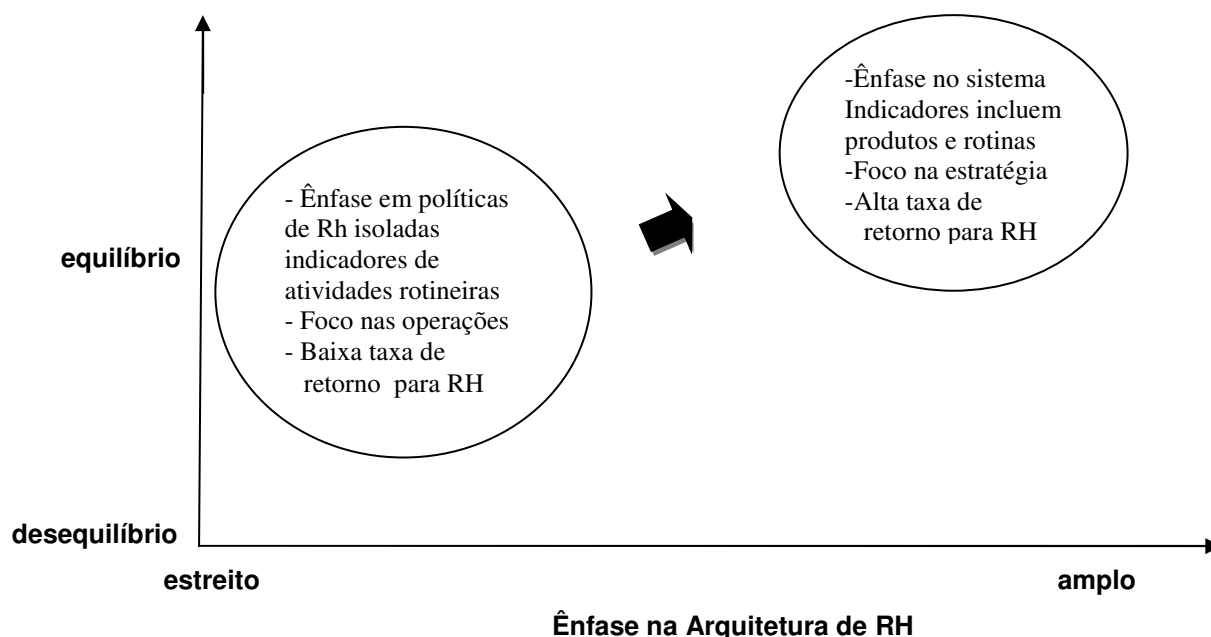 -Ênfase no sistema
Indicadores incluem
produtos e rotinas
-Foco na estratégia
-Alta taxa de
retorno para RH
- Ênfase em políticas
de Rh isoladas
indicadores de
atividades rotineiras
- Foco nas operações
- Baixa taxa de
retorno para RH
equilíbrio
desequilíbrio
estreito
amplo
Ênfase na Arquitetura de RH